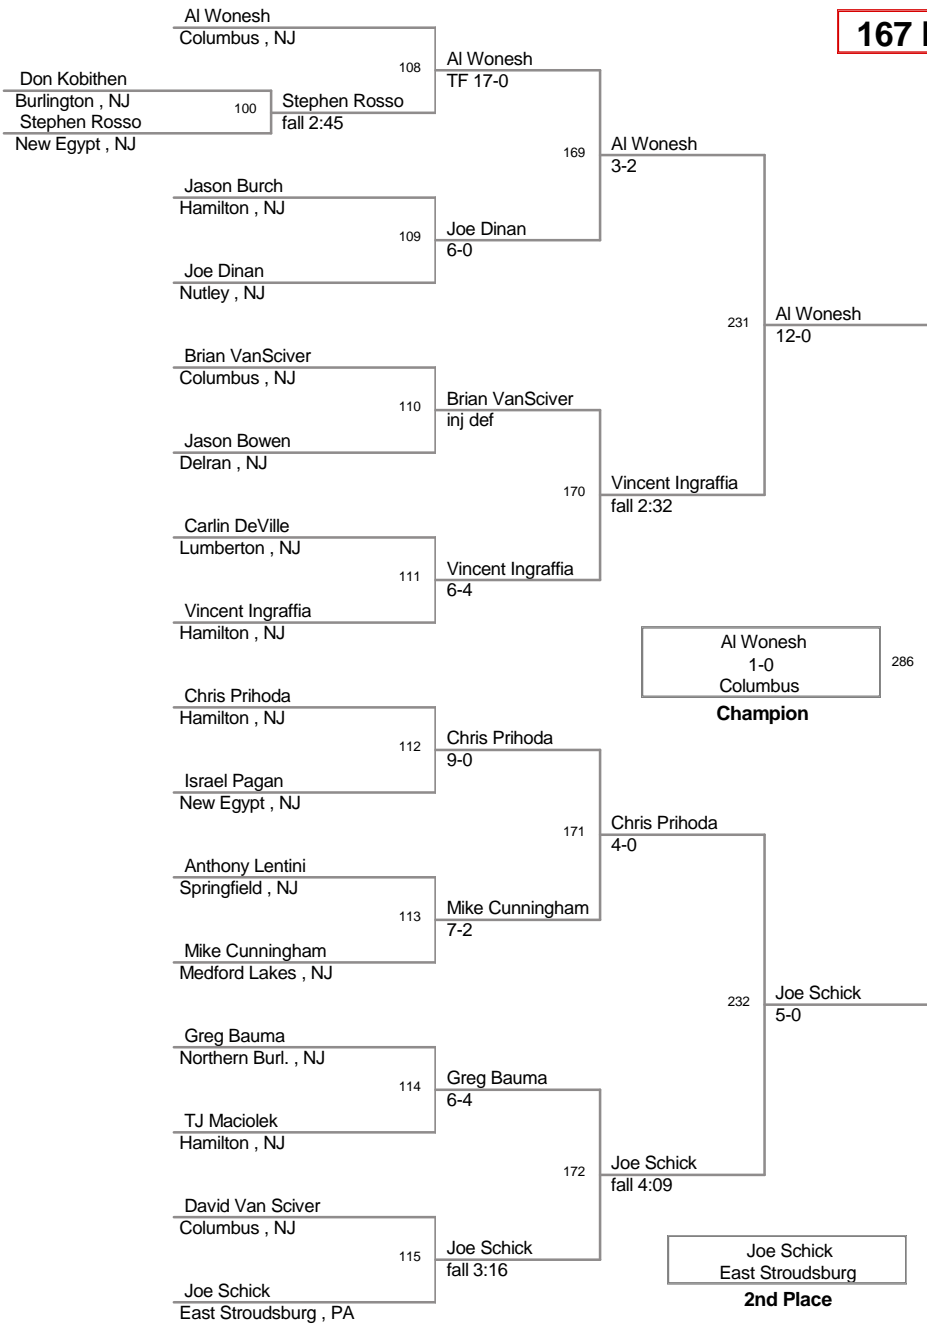 Al Wonesh
Columbus , NJ
167 
108
Al Wonesh
TF 17-0
Don Kobithen
Burlington , NJ
100
Stephen Rosso
fall 2:45
Stephen Rosso
New Egypt , NJ
169
Al Wonesh
3-2
Jason Burch
Hamilton , NJ
109
Joe Dinan
6-0
Joe Dinan
Nutley , NJ
231
Al Wonesh
12-0
Brian VanSciver
Columbus , NJ
110
Brian VanSciver
inj def
Jason Bowen
Delran , NJ
170
Vincent Ingraffia
fall 2:32
Carlin DeVille
Lumberton , NJ
111
Vincent Ingraffia
6-4
Vincent Ingraffia
Hamilton , NJ
Al Wonesh
1-0
Columbus
286
Champion
Chris Prihoda
Hamilton , NJ
112
Chris Prihoda
9-0
Israel Pagan
New Egypt , NJ
171
Chris Prihoda
4-0
Anthony Lentini
Springfield , NJ
113
Mike Cunningham
7-2
Mike Cunningham
Medford Lakes , NJ
232
Joe Schick
5-0
Greg Bauma
Northern Burl. , NJ
114
Greg Bauma
6-4
TJ Maciolek
Hamilton , NJ
172
Joe Schick
fall 4:09
David Van Sciver
Columbus , NJ
115
Joe Schick
fall 3:16
Joe Schick
East Stroudsburg , PA
Joe Schick
East Stroudsburg
2nd Place